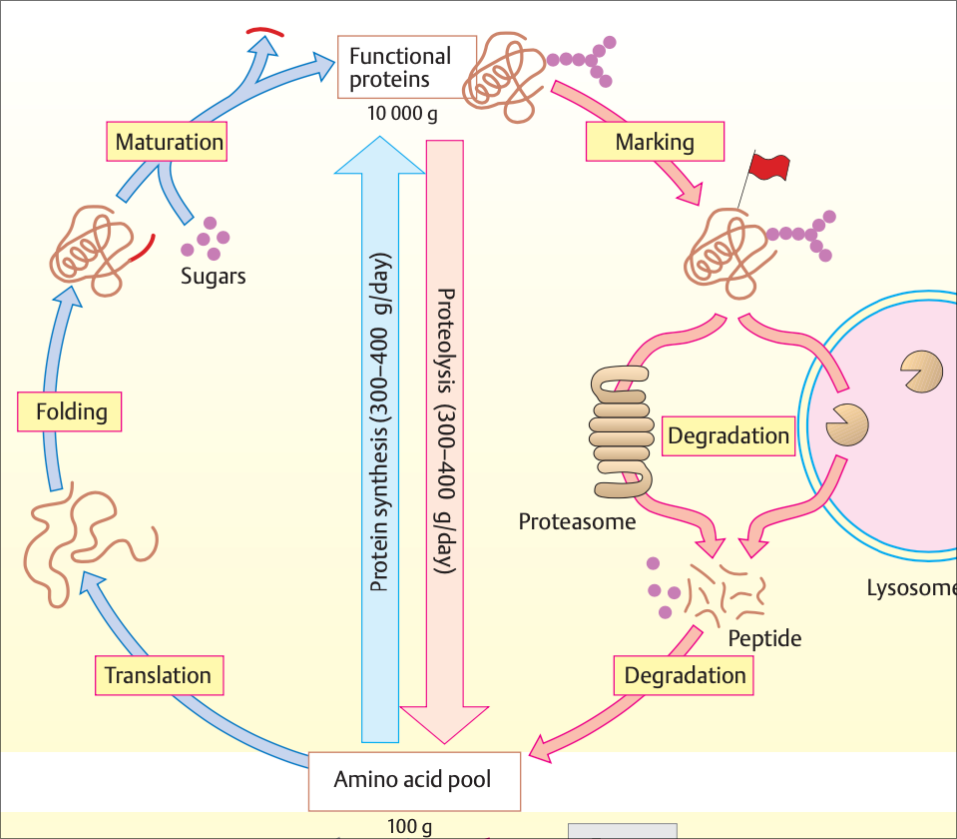 Functional
proteins
10 000 g
Maturation
Marking
Sugars
Protein synthesis (300–400 g/day)
Proteolysis (300–400 g/day)
Folding
Degradation
Proteasome
Lysosome
Peptide
Translation
Degradation
Amino acid pool
100 g